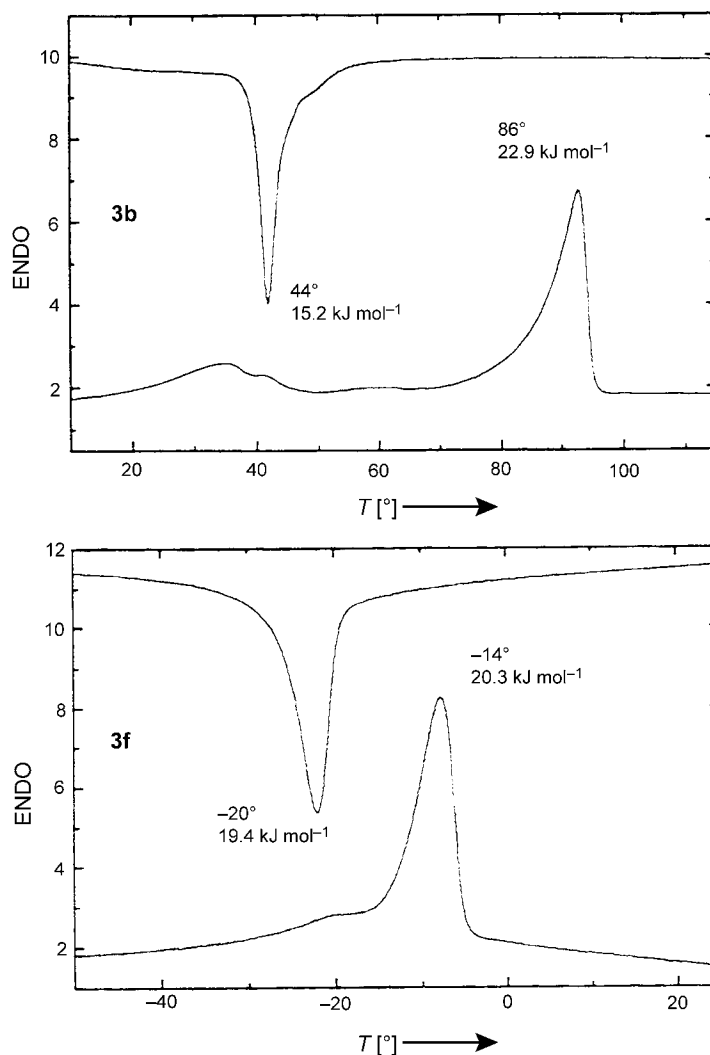 10
8
6
4
2
ENDO
3b
86°
22.9 kJ mol⁻¹
44°
15.2 kJ mol⁻¹
20
40
60
80
100
T [°]
12
10
8
6
4
2
ENDO
3f
–14°
20.3 kJ mol⁻¹
–20°
19.4 kJ mol⁻¹
–40
–20
0
20
T [°]